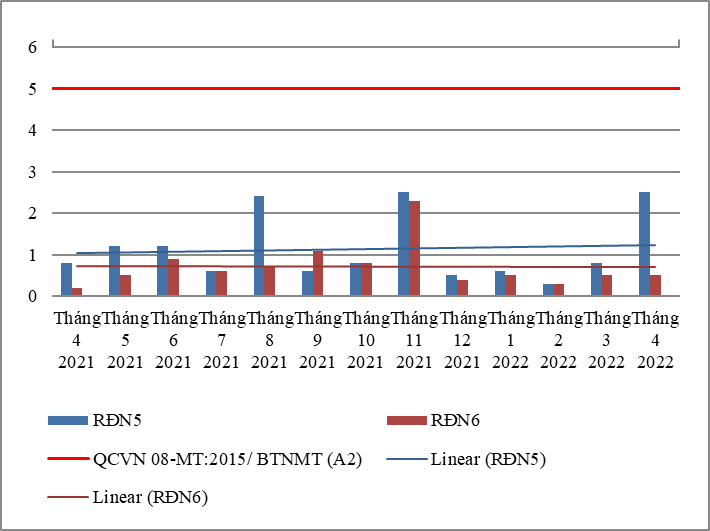 6
5
4
3
2
1
0
Tháng Tháng Tháng Tháng Tháng Tháng Tháng Tháng Tháng Tháng Tháng Tháng Tháng
4 5 6 7 8 9 10 11 12 1 2 3 4
2021 2021 2021 2021 2021 2021 2021 2021 2021 2022 2022 2022 2022
RĐN5 RĐN6
QCVN 08-MT:2015/ BTNMT (A2) Linear (RĐN5)
Linear (RĐN6)